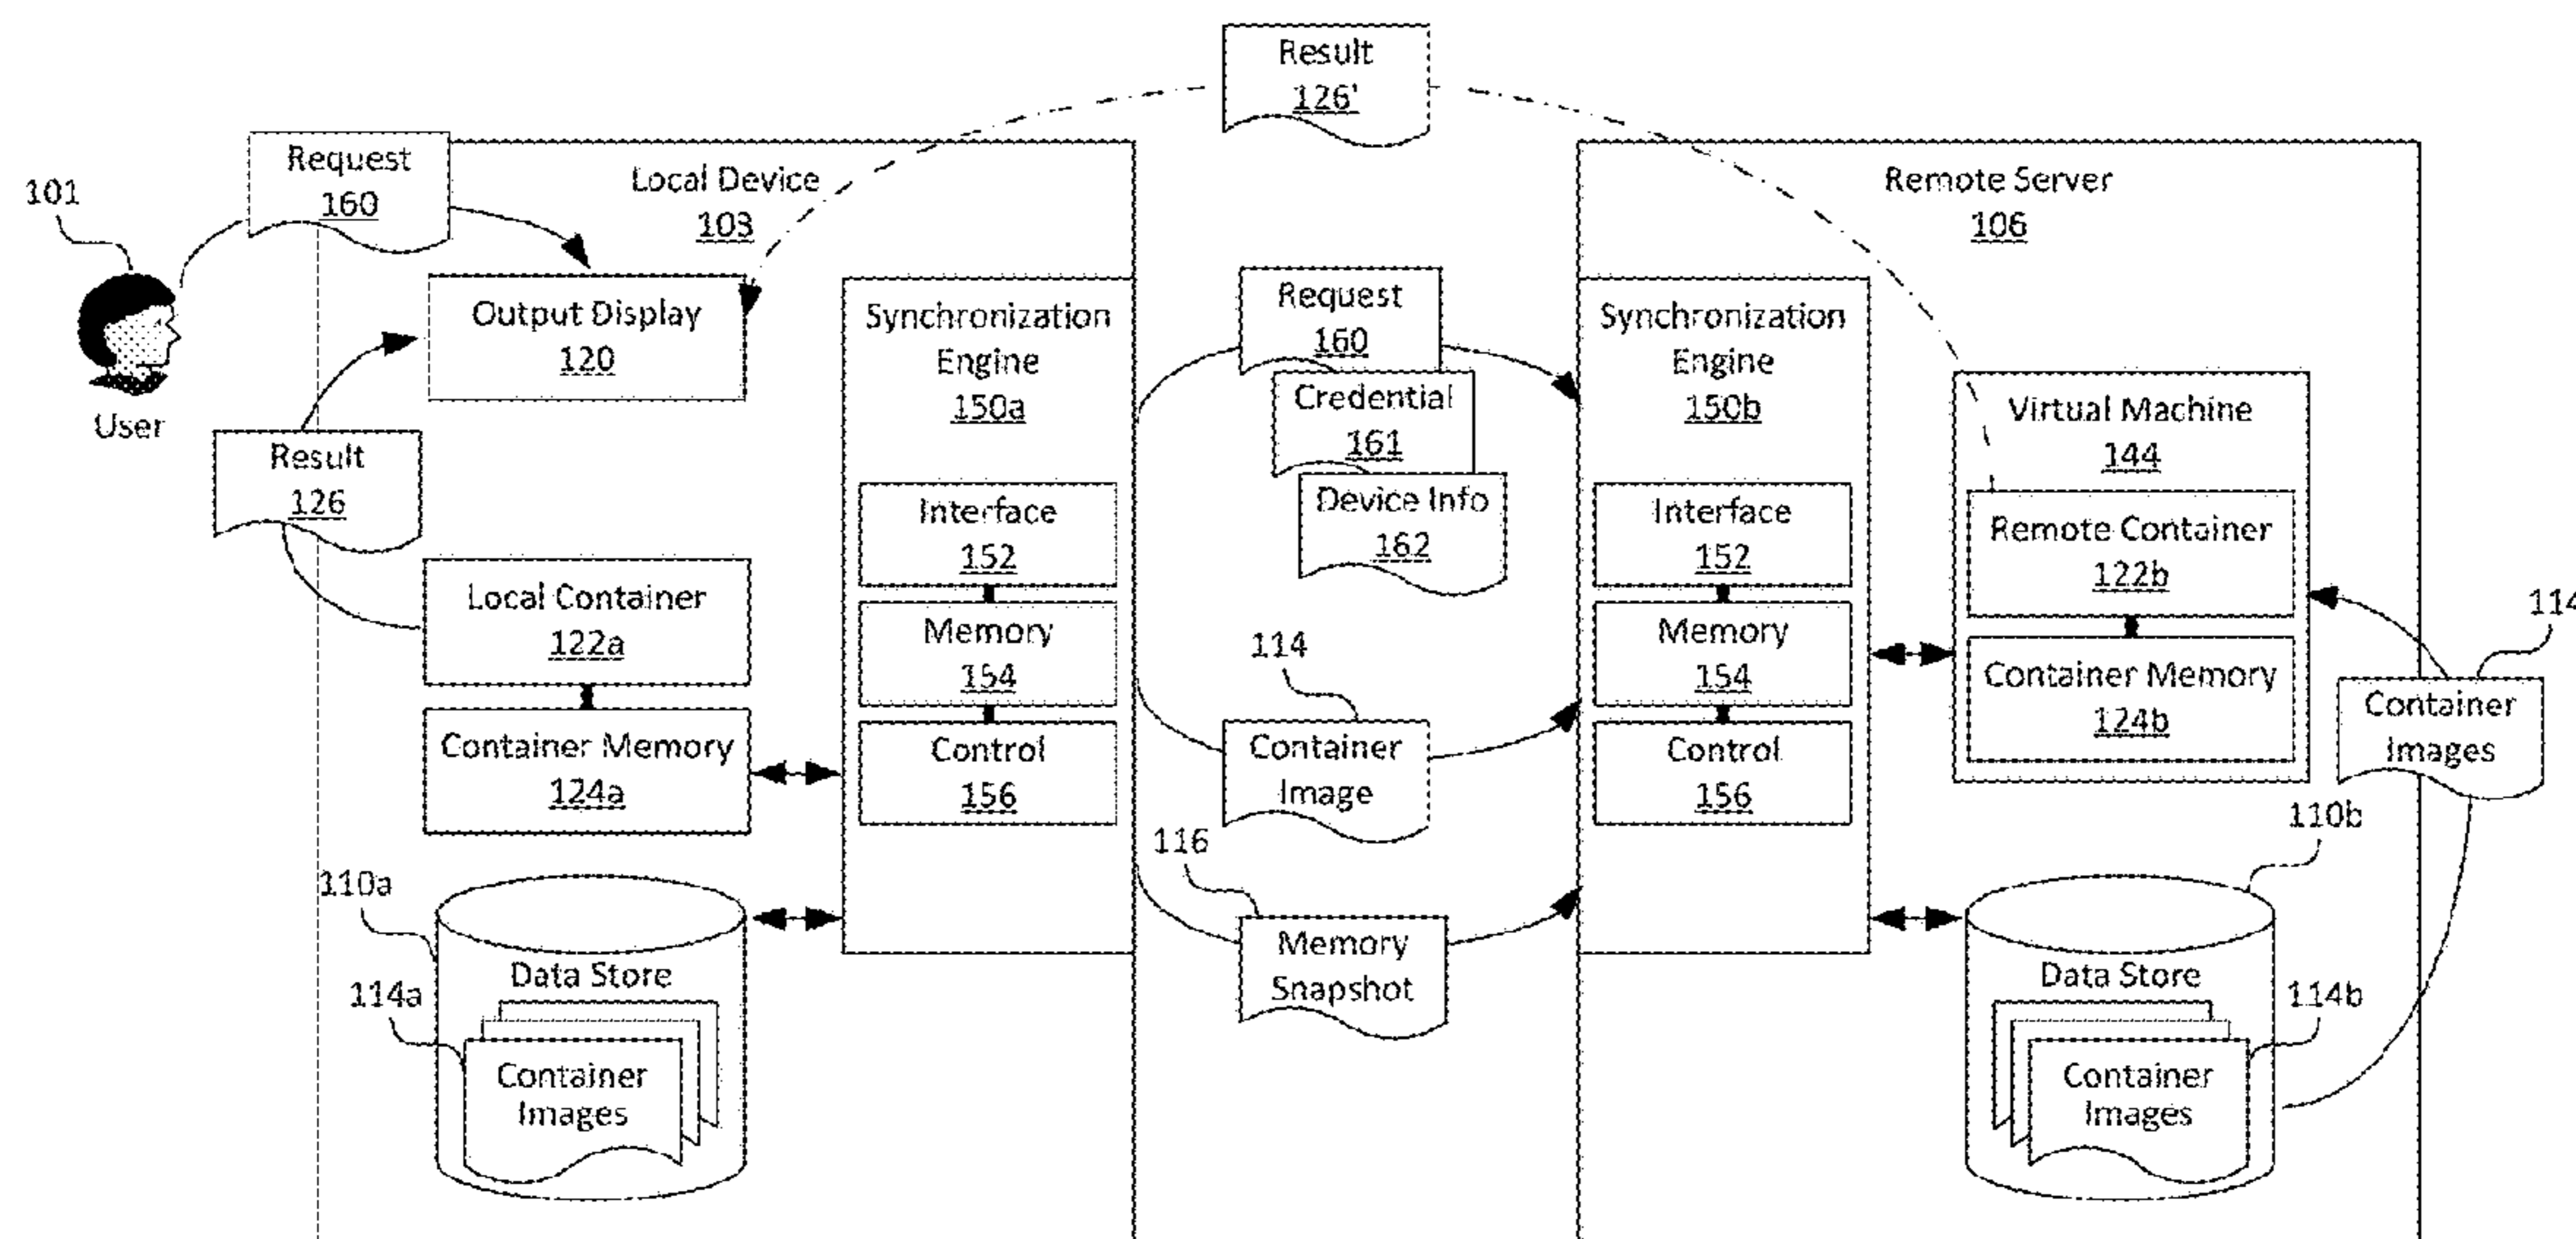 Result
126'
Request
160
Local Device
103
Remote Server
106
101
User
Output Display
120
Result
126
Local Container
122a
Container Memory
124a
110a
Data Store
114a
Container
Images
Synchronization
Engine
150a
Interface
152
Memory
154
Control
156
Request
160
Credential
161
Device Info
162
114
Container
Image
116
Memory
Snapshot
Synchronization
Engine
150b
Interface
152
Memory
154
Control
156
Virtual Machine
144
Remote Container
122b
Container Memory
124b
114
Container
Images
110b
Data Store
114b
Container
Images